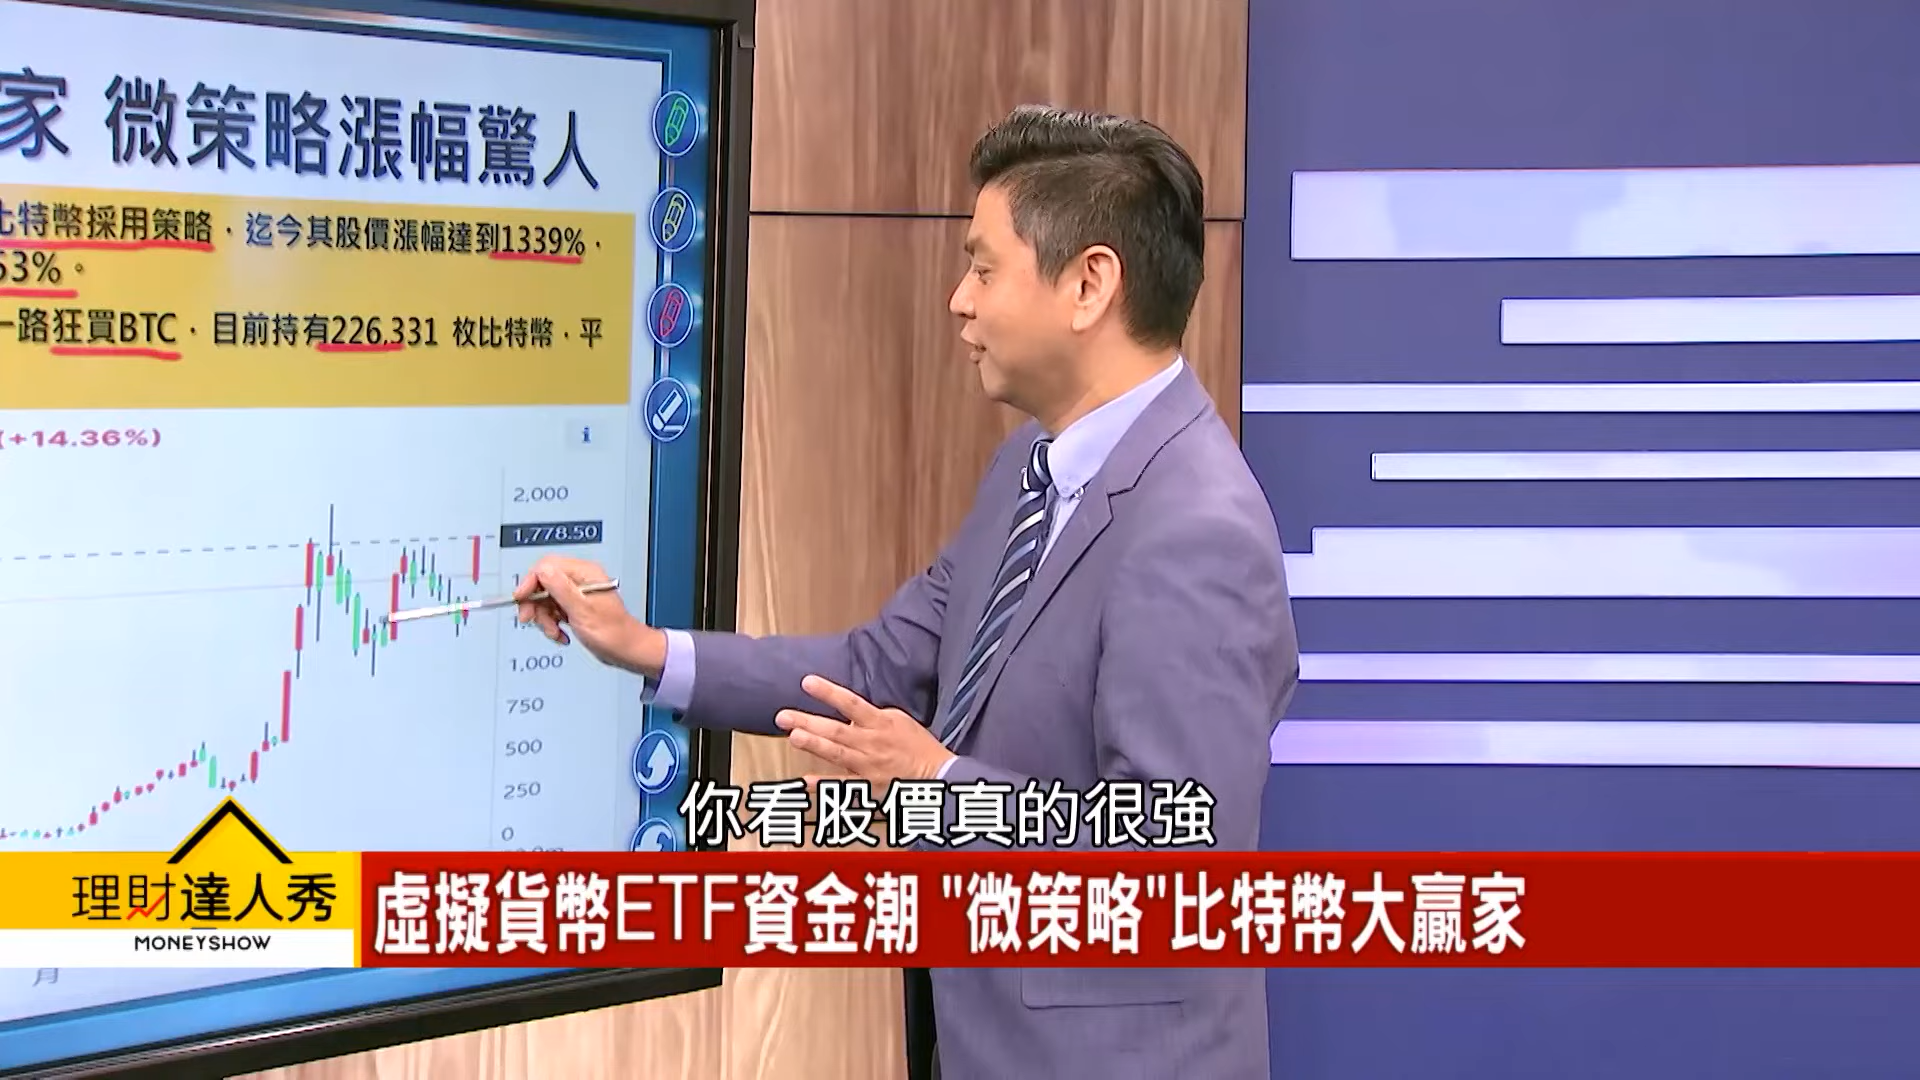 家 微策略漲幅驚人
比特幣採用策略，迄今其股價漲幅達到1339%，
53%。
一路狂買BTC，目前持有226,331 枚比特幣，平
(+14.36%)
i
2,000
1,778.50
1,000
750
500
250
0
你看股價真的很強
理財達人秀
MONEYSHOW
虛擬貨幣ETF資金潮 "微策略"比特幣大贏家
月